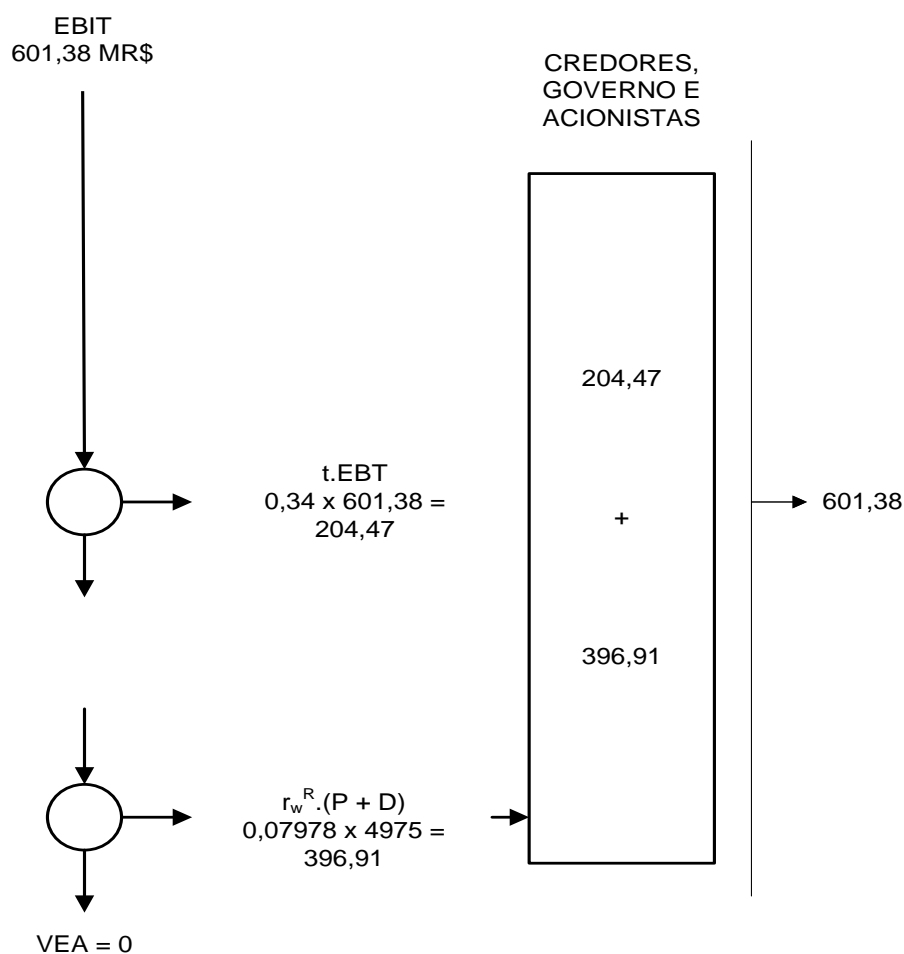 EBIT
601,38 MR$
CREDORES,
GOVERNO E
ACIONISTAS
204,47
t.EBT
0,34 x 601,38 =
204,47
+
601,38
396,91
r_w^R.(P + D)
0,07978 x 4975 =
396,91
VEA = 0